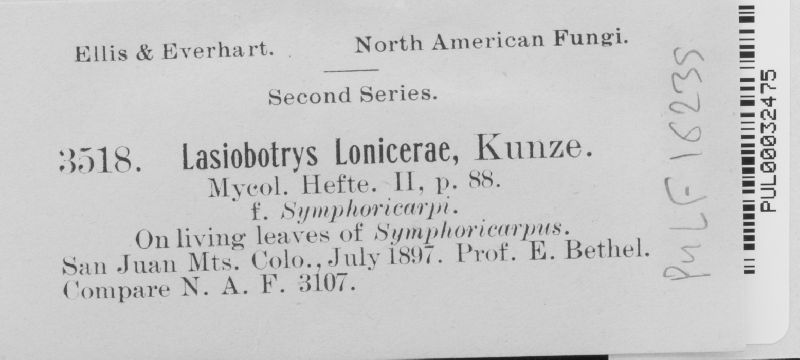 Ellis & Everhart. North American Fungi.
Second Series.
3518. Lasiobotrys Lonicerae, Kunze.
Mycol. Hefte. II, p. 88.
f. Symphoricarpi.
On living leaves of Symphoricarpus.
San Juan Mts. Colo., July 1897. Prof. E. Bethel.
Compare N. A. F. 3107.
PuLF 16235
PUL00032475